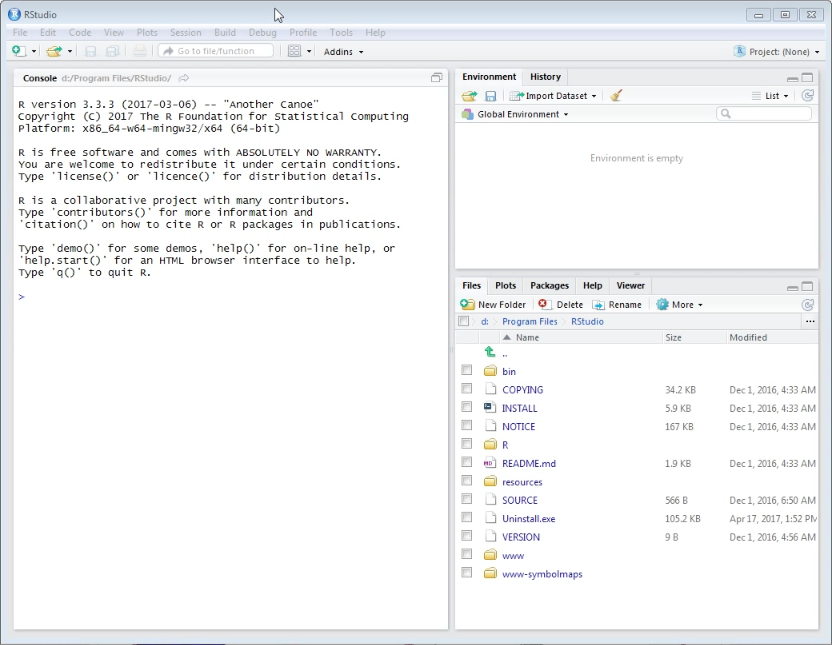 RStudio
File Edit Code View Plots Session Build Debug Profile Tools Help
Go to file/function Addins Project: (None)
Console d:/Program Files/RStudio/
R version 3.3.3 (2017-03-06) -- "Another Canoe"
Copyright (C) 2017 The R Foundation for Statistical Computing
Platform: x86_64-w64-mingw32/x64 (64-bit)
R is free software and comes with ABSOLUTELY NO WARRANTY.
You are welcome to redistribute it under certain conditions.
Type 'license()' or 'licence()' for distribution details.
R is a collaborative project with many contributors.
Type 'contributors()' for more information and
'citation()' on how to cite R or R packages in publications.
Type 'demo()' for some demos, 'help()' for on-line help, or
'help.start()' for an HTML browser interface to help.
Type 'q()' to quit R.
>
Environment History
Import Dataset List
Global Environment
Environment is empty
Files Plots Packages Help Viewer
New Folder Delete Rename More
d: Program Files RStudio ...
Name Size Modified
..
bin
COPYING 34.2 KB Dec 1, 2016, 4:33 AM
INSTALL 5.9 KB Dec 1, 2016, 4:33 AM
NOTICE 167 KB Dec 1, 2016, 4:33 AM
R
MD README.md 1.9 KB Dec 1, 2016, 4:33 AM
resources
SOURCE 566 B Dec 1, 2016, 6:50 AM
Uninstall.exe 105.2 KB Apr 17, 2017, 1:52 PM
VERSION 9 B Dec 1, 2016, 4:56 AM
www
www-symbolmaps